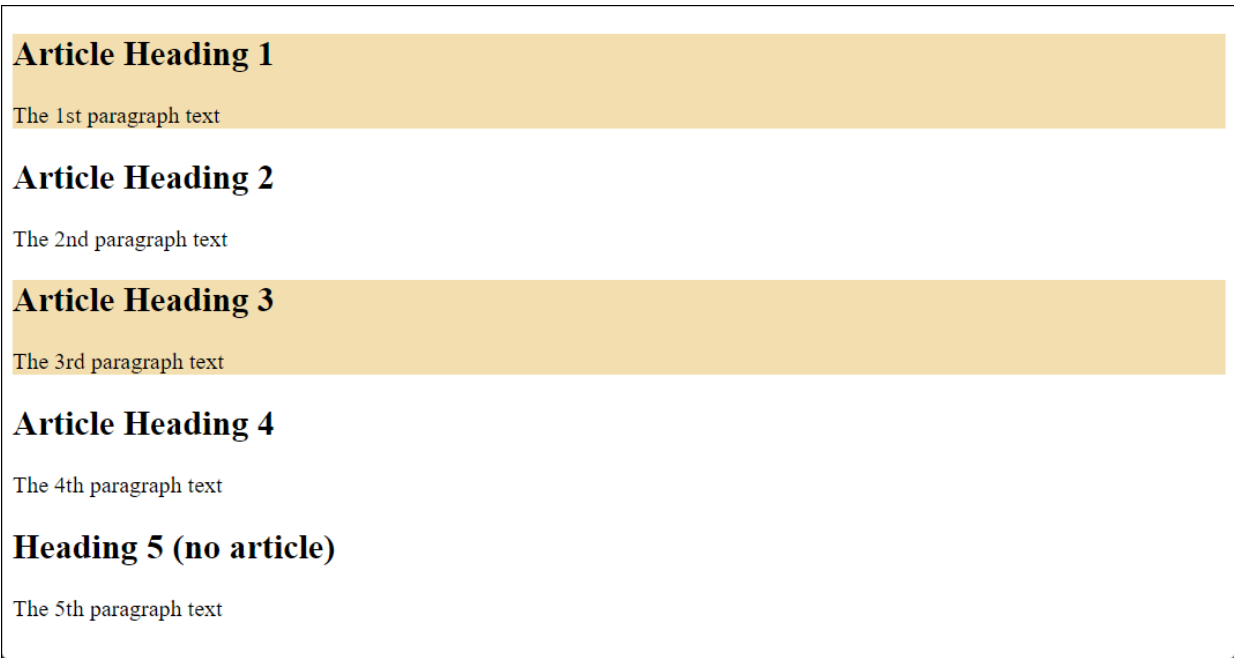 Article Heading 1
The 1st paragraph text
Article Heading 2
The 2nd paragraph text
Article Heading 3
The 3rd paragraph text
Article Heading 4
The 4th paragraph text
Heading 5 (no article)
The 5th paragraph text